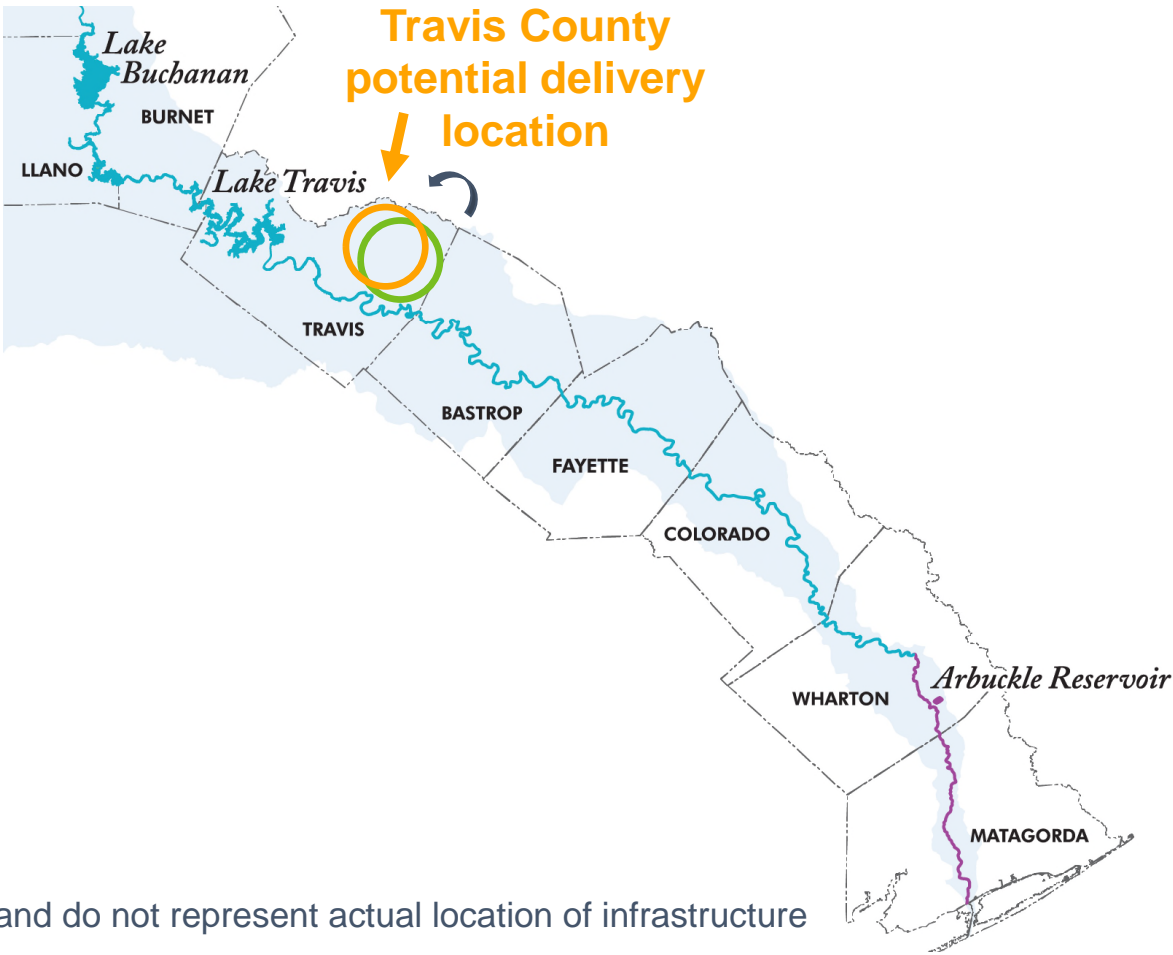 Travis County
potential delivery
location
Lake
Buchanan
BURNET
LLANO
Lake Travis
TRAVIS
BASTROP
FAYETTE
COLORADO
Arbuckle Reservoir
WHARTON
MATAGORDA
and do not represent actual location of infrastructure